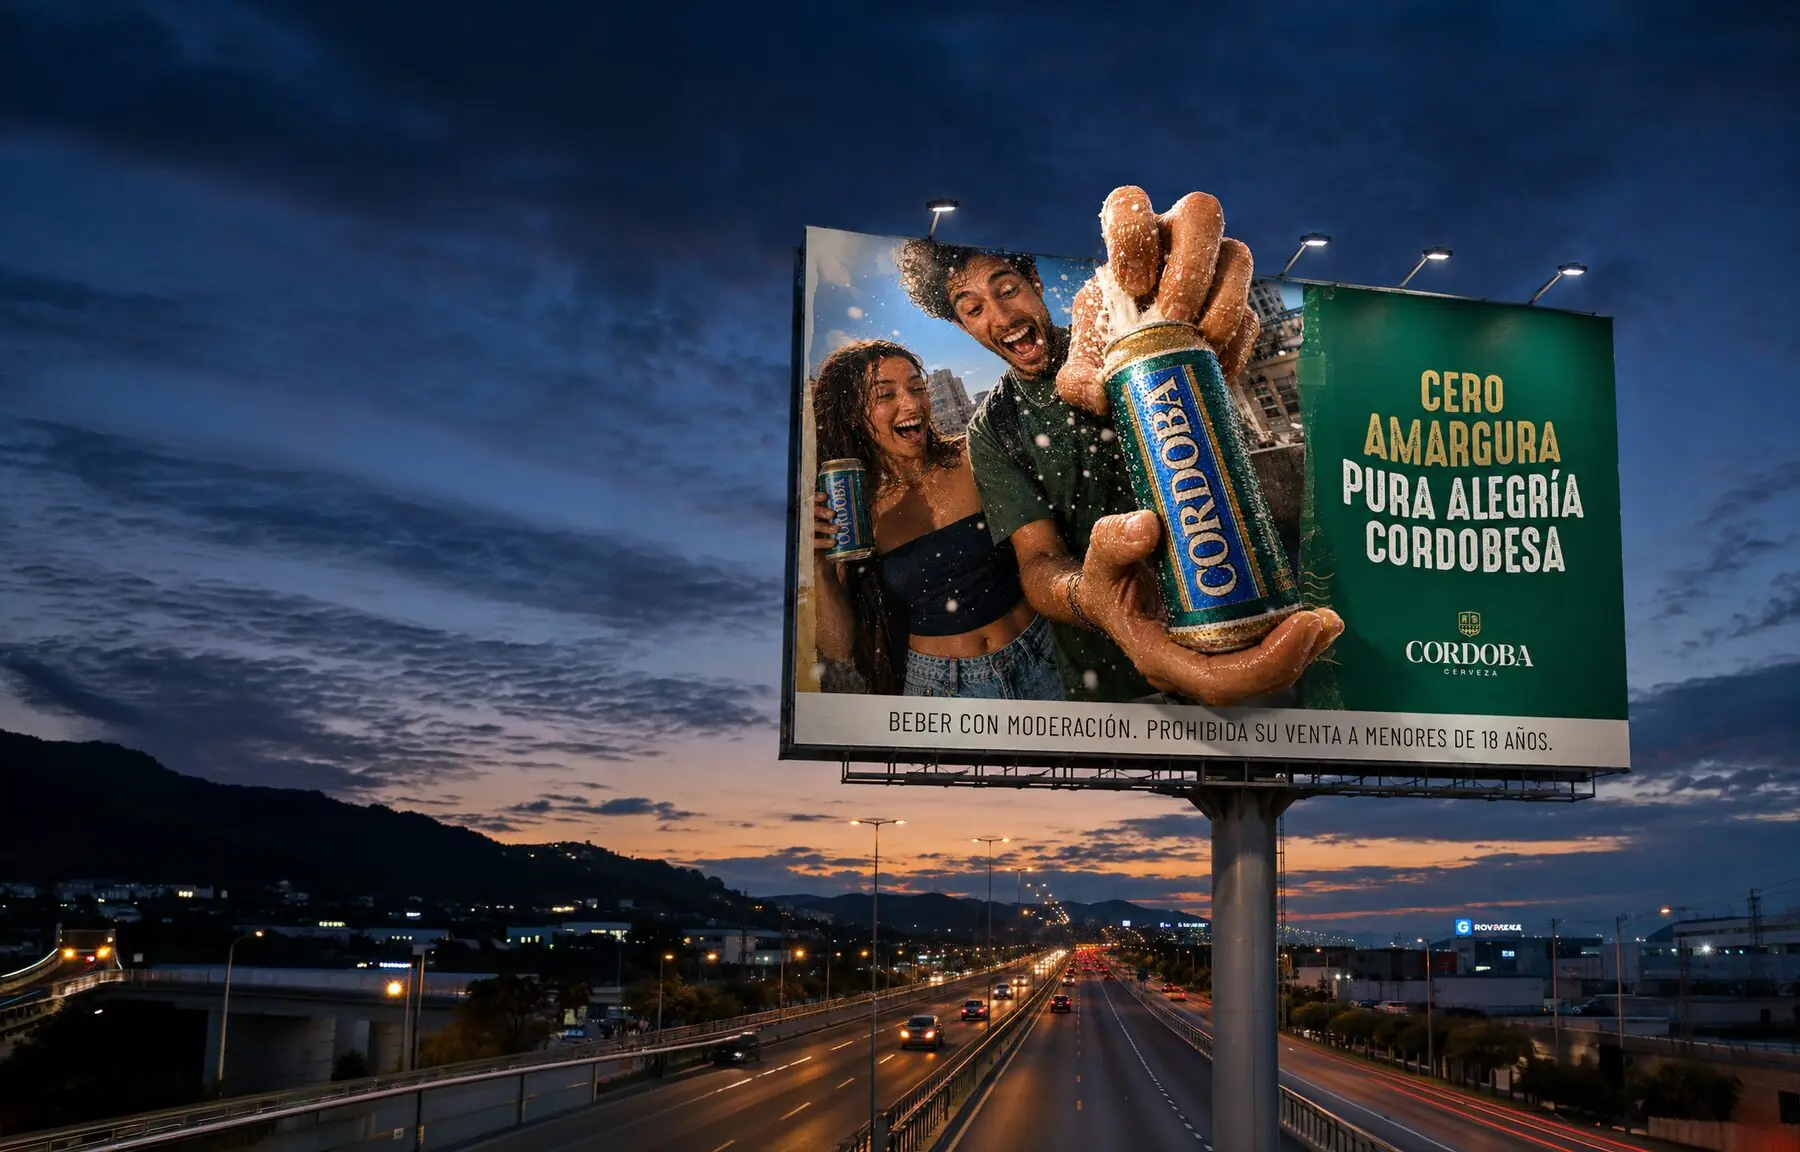 CORDOBA
CORDOBA
CERO
AMARGURA
PURA ALEGRÍA
CORDOBESA
CORDOBA
CERVEZA
BEBER CON MODERACIÓN. PROHIBIDA SU VENTA A MENORES DE 18 AÑOS.